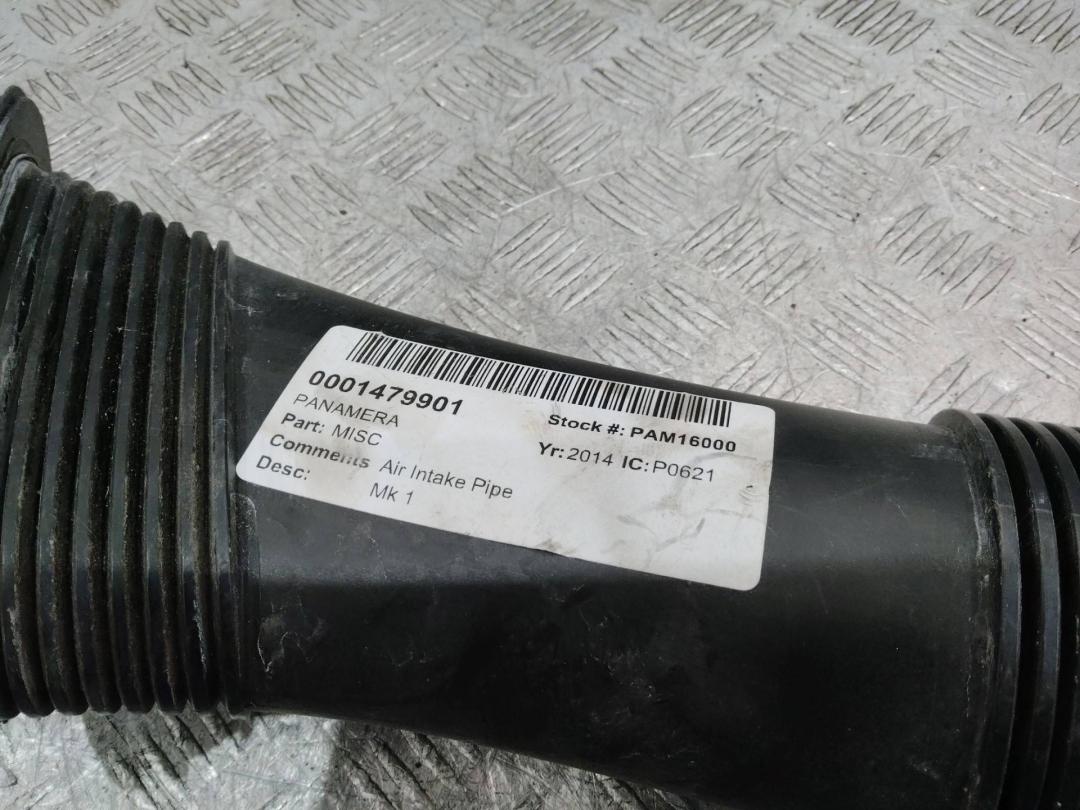 0001479901
PANAMERA
Stock #: PAM16000
Part: MISC
Yr: 2014 IC: P0621
Comments Air Intake Pipe
Desc: Mk 1